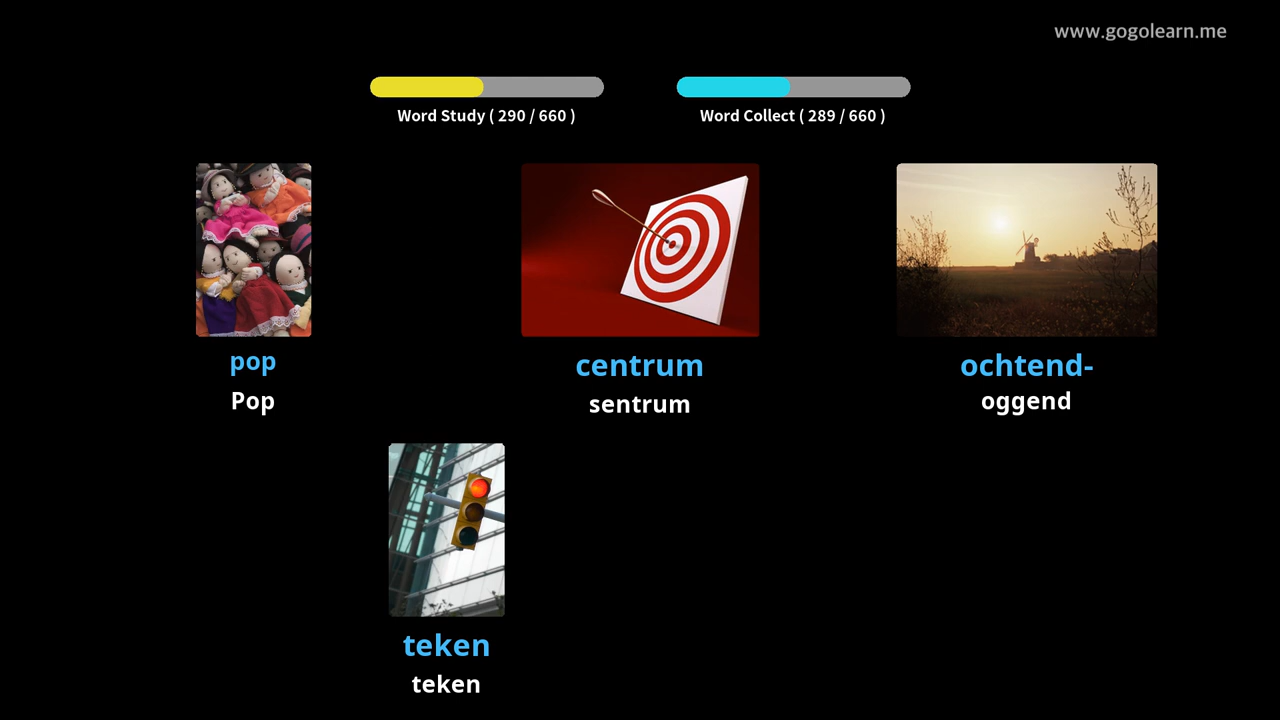 www.gogolearn.me
Word Study ( 290 / 660 )
Word Collect ( 289 / 660 )
pop
Pop
centrum
sentrum
ochtend-
oggend
teken
teken